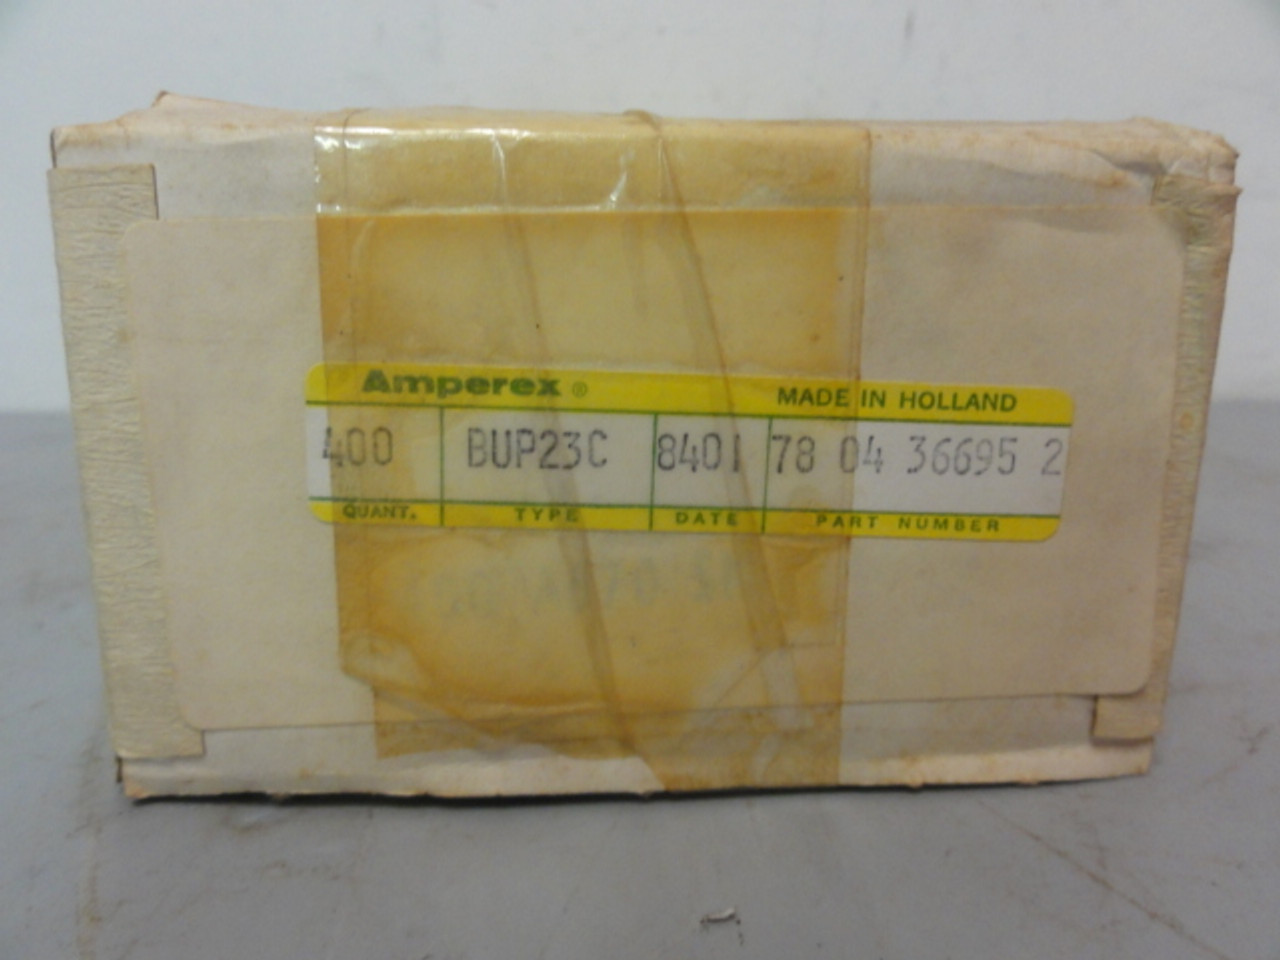 Amperex ® MADE IN HOLLAND
400 BUP23C 8401 78 04 36695 2
QUANT. TYPE DATE PART NUMBER